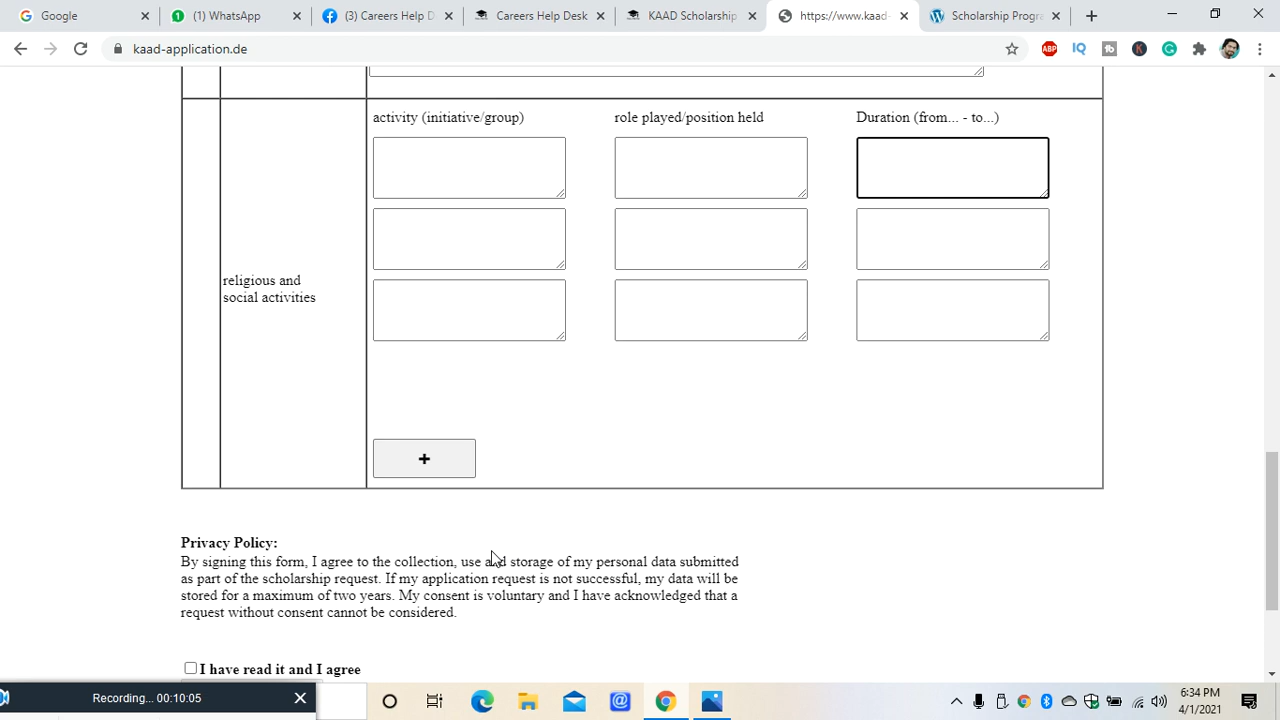 Google
(1) WhatsApp
(3) Careers Help D
Careers Help Desk
KAAD Scholarship
https://www.kaad-
Scholarship Progra
kaad-application.de
activity (initiative/group)
role played/position held
Duration (from... - to...)
religious and
social activities
+
Privacy Policy:
By signing this form, I agree to the collection, use and storage of my personal data submitted
as part of the scholarship request. If my application request is not successful, my data will be
stored for a maximum of two years. My consent is voluntary and I have acknowledged that a
request without consent cannot be considered.
I have read it and I agree
Recording... 00:10:05
6:34 PM
4/1/2021